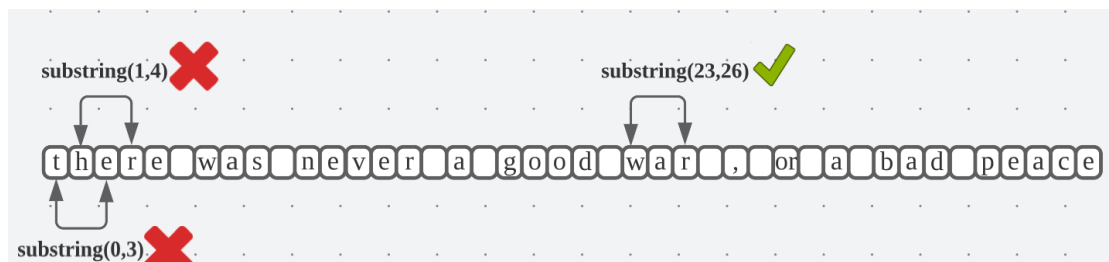 substring(1,4) substring(23,26)
there was never a good war , or a bad peace
substring(0,3)